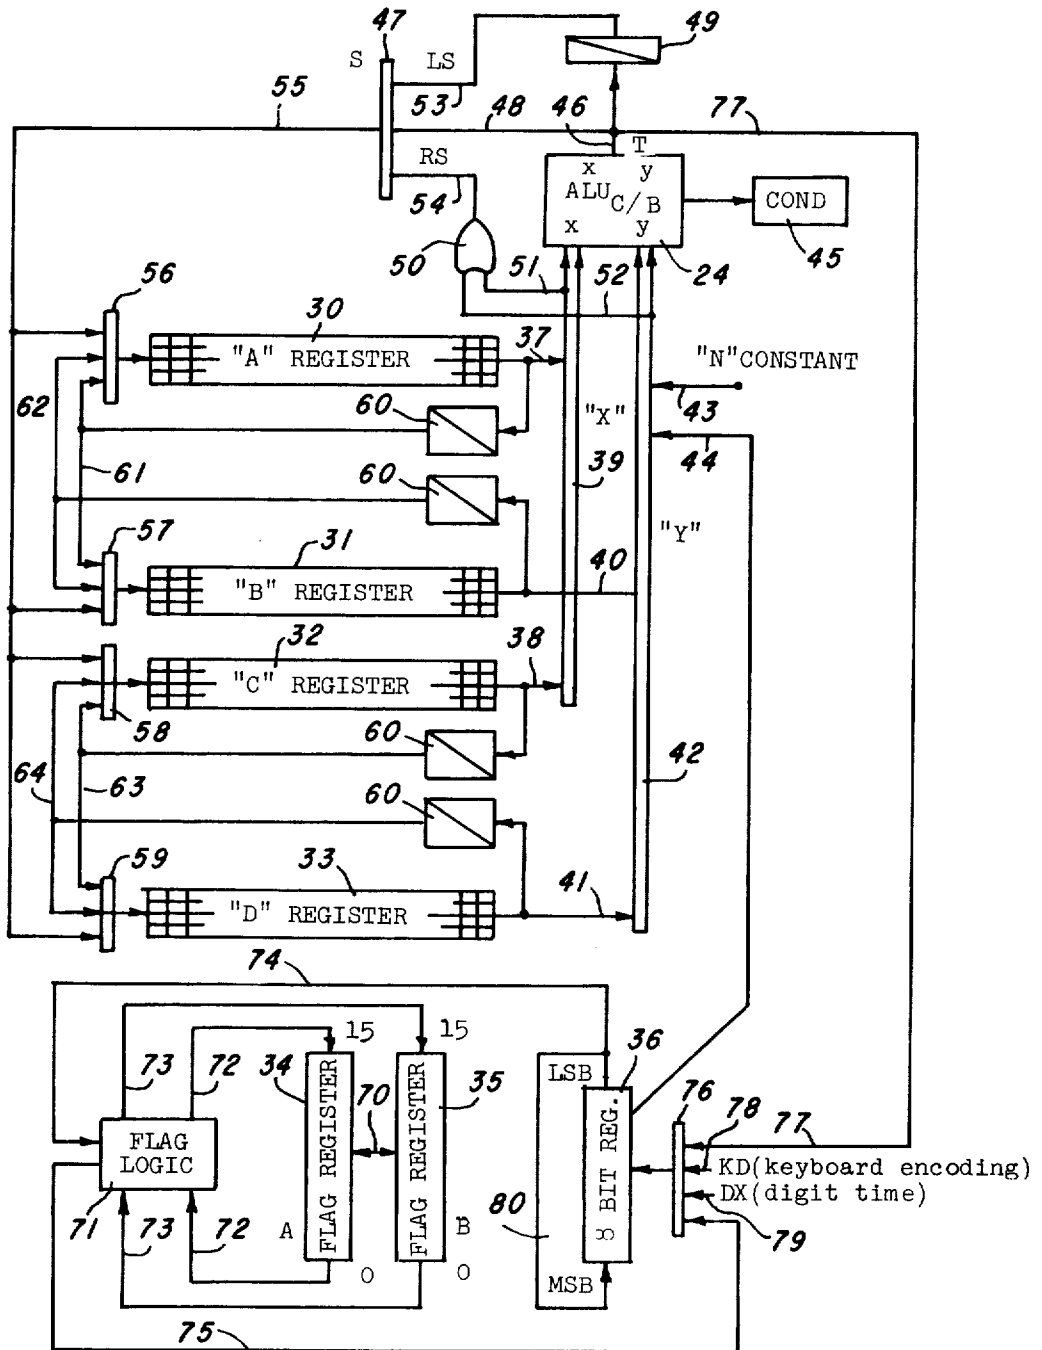 47
49
S
LS
55
53
48
46
77
T
RS
x y
54
ALU
C/B
COND
x y
50
51
52
24
45
56
30
37
"A" REGISTER
"N" CONSTANT
62
60
"X"
43
44
61
60
39
57
31
"Y"
40
"B" REGISTER
32
38
"C" REGISTER
58
60
42
64
63
60
59
33
41
"D" REGISTER
74
15
15
36
73
72
34
35
LSB
76
78
70
77
FLAG
LOGIC
FLAG REGISTER
FLAG REGISTER
8 BIT REG.
KD(keyboard encoding)
DX(digit time)
71
73
72
A
B
80
79
0
0
MSB
75